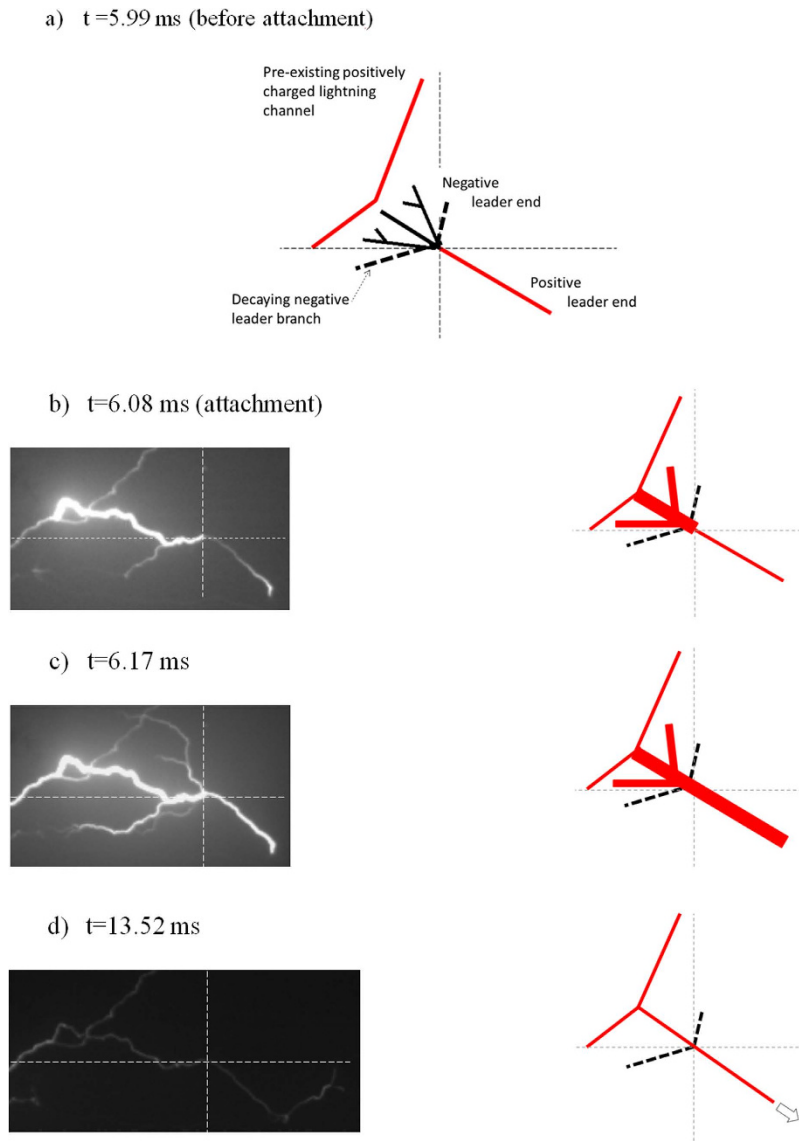 a) t =5.99 ms (before attachment)
Pre-existing positively
charged lightning
channel
Negative
leader end
Decaying negative
leader branch
Positive
leader end
b) t=6.08 ms (attachment)
c) t=6.17 ms
d) t=13.52 ms